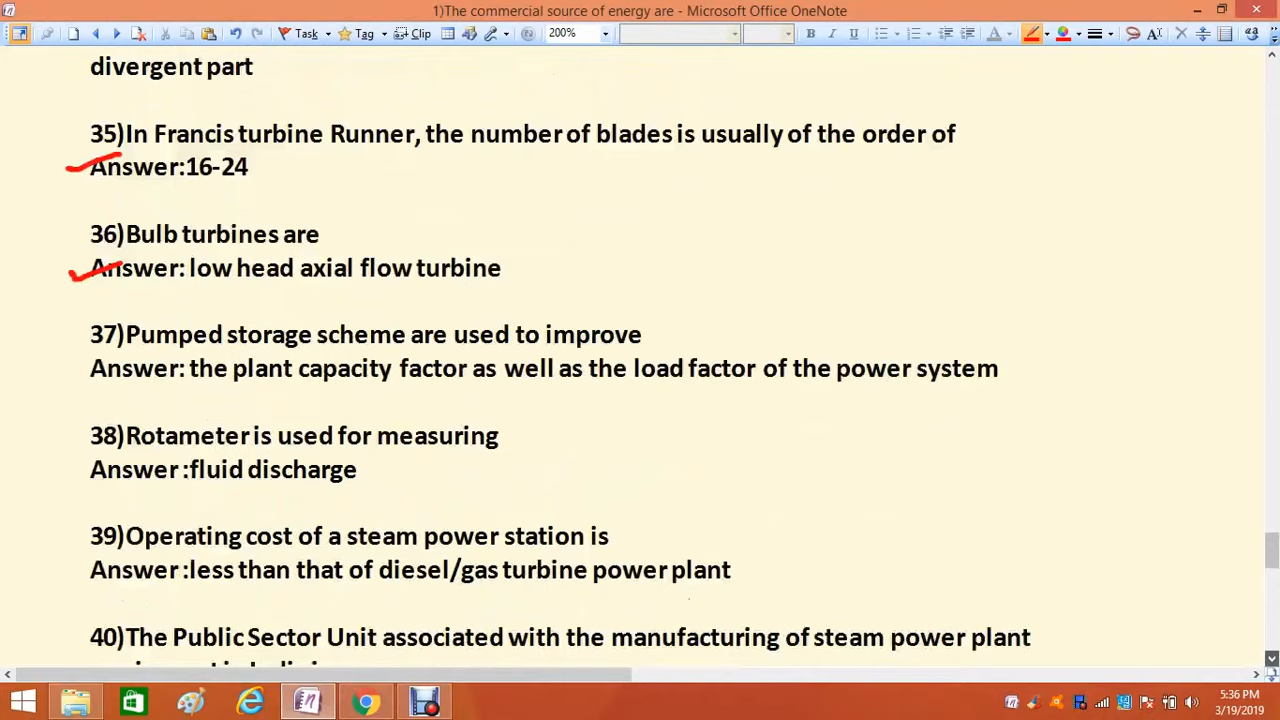 1)The commercial source of energy are - Microsoft Office OneNote
Task Tag Clip 200%
divergent part
35)In Francis turbine Runner, the number of blades is usually of the order of
Answer:16-24
36)Bulb turbines are
Answer: low head axial flow turbine
37)Pumped storage scheme are used to improve
Answer: the plant capacity factor as well as the load factor of the power system
38)Rotameter is used for measuring
Answer :fluid discharge
39)Operating cost of a steam power station is
Answer :less than that of diesel/gas turbine power plant
40)The Public Sector Unit associated with the manufacturing of steam power plant
5:36 PM
3/19/2019